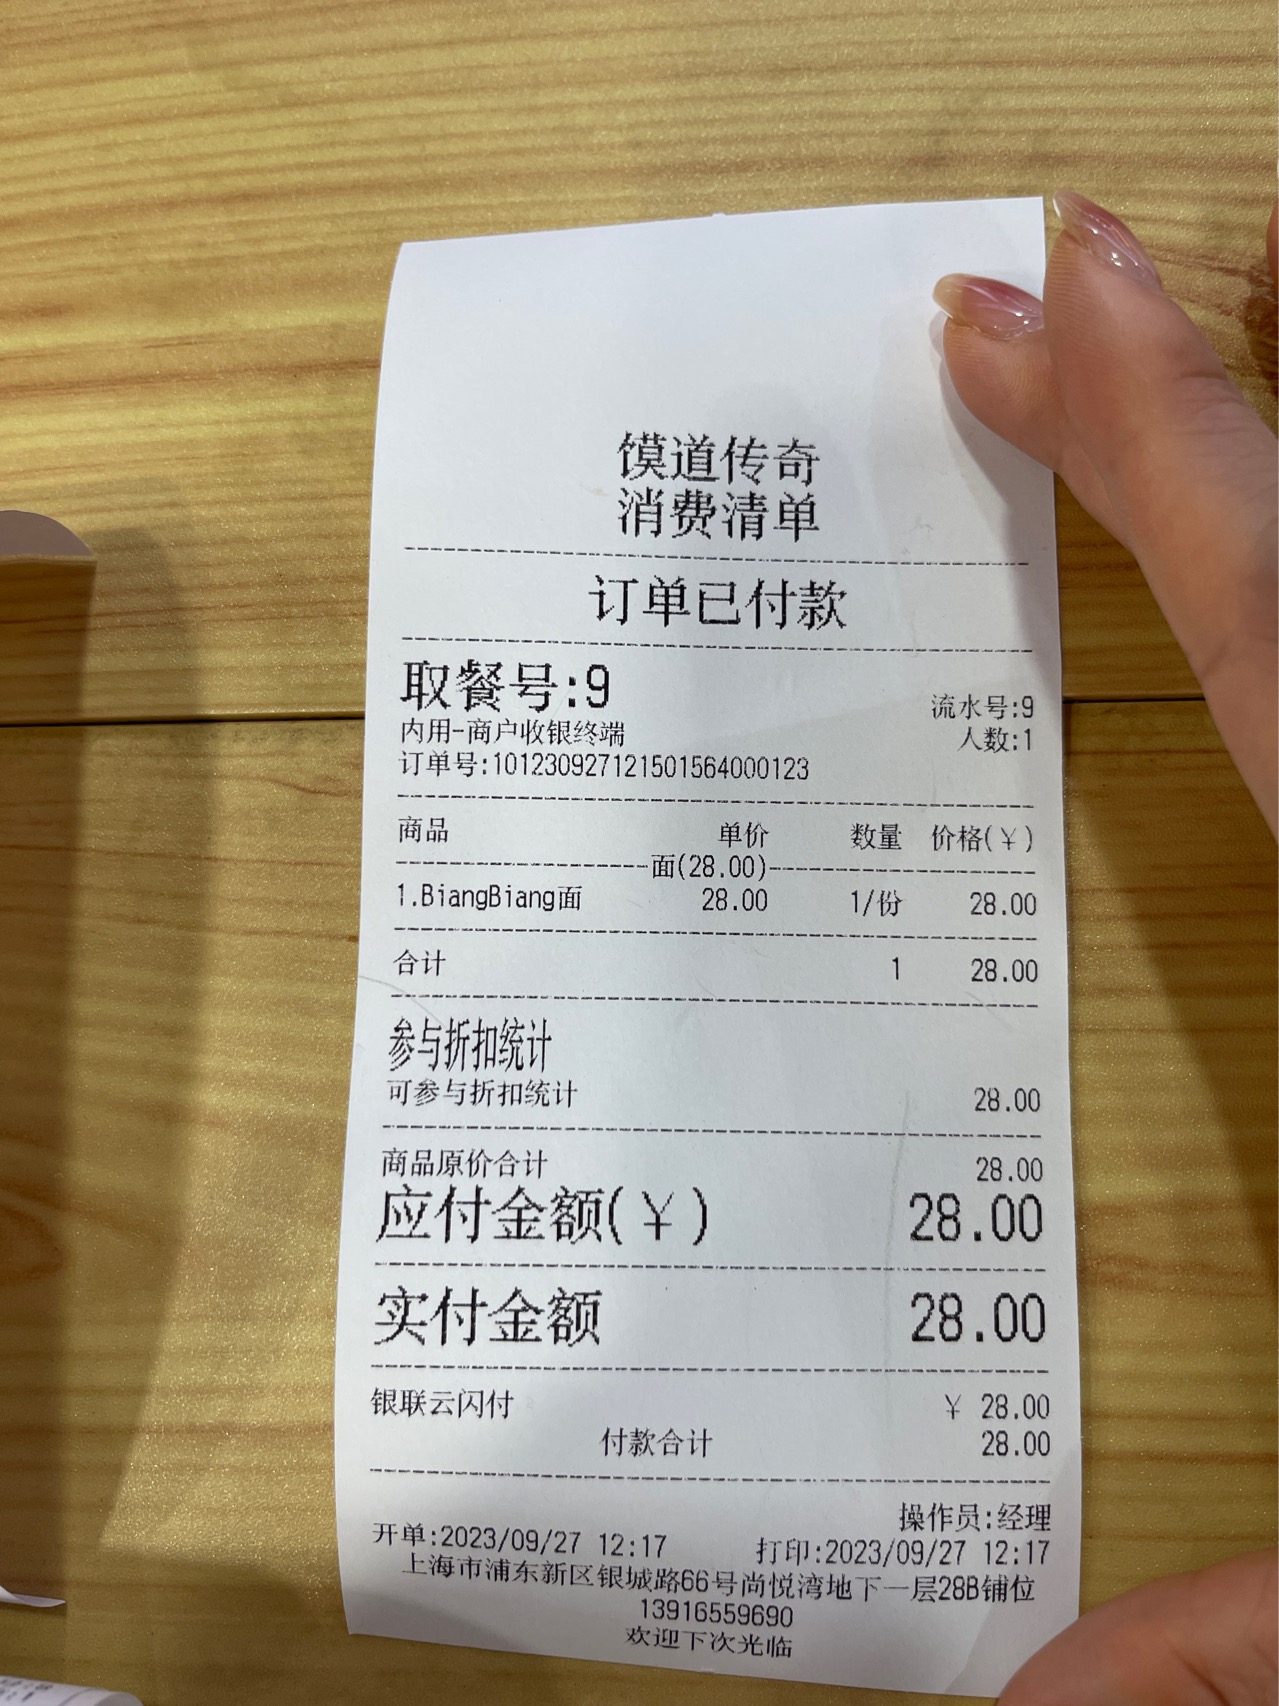 馍道传奇
消费清单
订单已付款
取餐号:9
流水号:9
内用-商户收银终端
人数:1
订单号:101230927121501564000123
商品 单价 数量 价格(¥)
面(28.00)
1.BiangBiang面 28.00 1/份 28.00
合计 1 28.00
参与折扣统计
可参与折扣统计 28.00
商品原价合计 28.00
应付金额(¥) 28.00
实付金额 28.00
银联云闪付 ¥ 28.00
付款合计 28.00
操作员:经理
开单:2023/09/27 12:17 打印:2023/09/27 12:17
上海市浦东新区银城路66号尚悦湾地下一层28B铺位
13916559690
欢迎下次光临